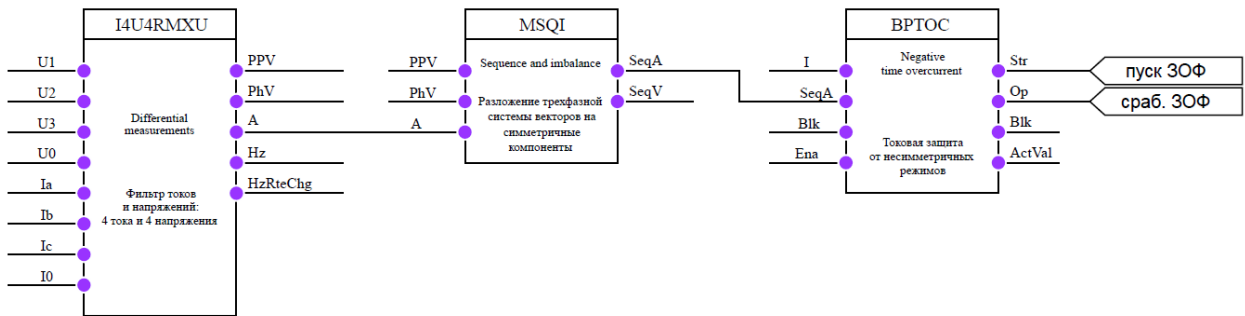 I4U4RMXU
U1
U2
U3
U0
Ia
Ib
Ic
I0
Differential
measurements
Фильтр токов
и напряжений:
4 тока и 4 напряжения
PPV
PhV
A
Hz
HzRteChg
MSQI
PPV
PhV
A
Sequence and imbalance
Разложение трехфазной
системы векторов на
симметричные
компоненты
SeqA
SeqV
BPTOC
I
SeqA
Blk
Ena
Negative
time overcurrent
Токовая защита
от несимметричных
режимов
Str
Op
Blk
ActVal
пуск ЗОФ
сраб. ЗОФ